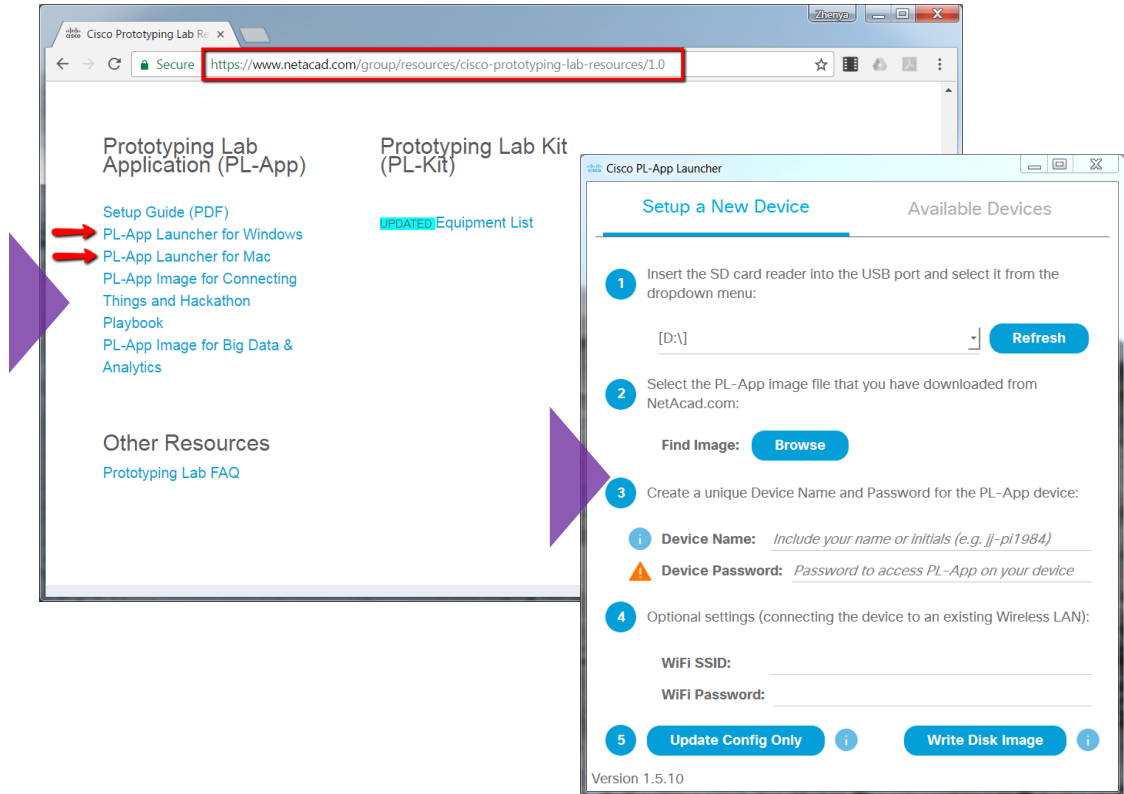 Zhenya
Cisco Prototyping Lab Re
Secure
https://www.netacad.com/group/resources/cisco-prototyping-lab-resources/1.0
Prototyping Lab
Application (PL-App)
Setup Guide (PDF)
PL-App Launcher for Windows
PL-App Launcher for Mac
PL-App Image for Connecting
Things and Hackathon
Playbook
PL-App Image for Big Data &
Analytics
Other Resources
Prototyping Lab FAQ
Prototyping Lab Kit
(PL-Kit)
UPDATED Equipment List
Cisco PL-App Launcher
Setup a New Device
Available Devices
1 Insert the SD card reader into the USB port and select it from the
dropdown menu:
[D:\]
Refresh
2 Select the PL-App image file that you have downloaded from
NetAcad.com:
Find Image: Browse
3 Create a unique Device Name and Password for the PL-App device:
i Device Name: Include your name or initials (e.g. jj-pi1984)
Device Password: Password to access PL-App on your device
4 Optional settings (connecting the device to an existing Wireless LAN):
WiFi SSID:
WiFi Password:
5 Update Config Only i Write Disk Image i
Version 1.5.10